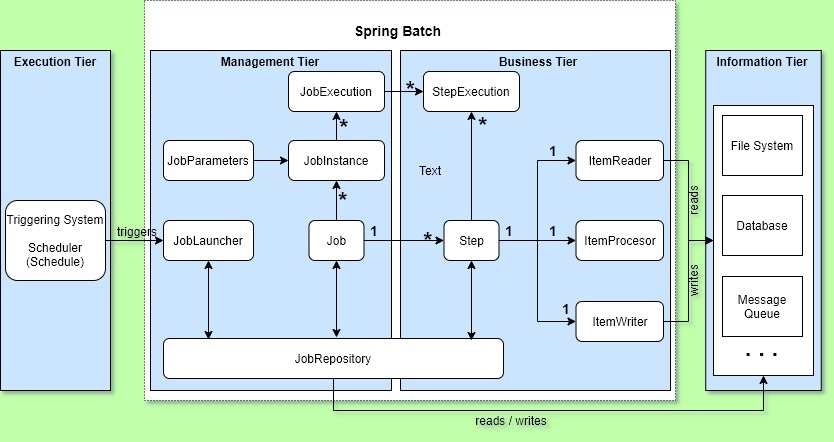 Spring Batch
Execution Tier
Management Tier
Business Tier
Information Tier
JobExecution
*
StepExecution
*
*
JobParameters
JobInstance
Text
1
ItemReader
reads
File System
*
Triggering System
Scheduler
(Schedule)
triggers
JobLauncher
Job
1
*
Step
1
1
ItemProcesor
Database
writes
1
ItemWriter
Message
Queue
. . .
JobRepository
reads / writes